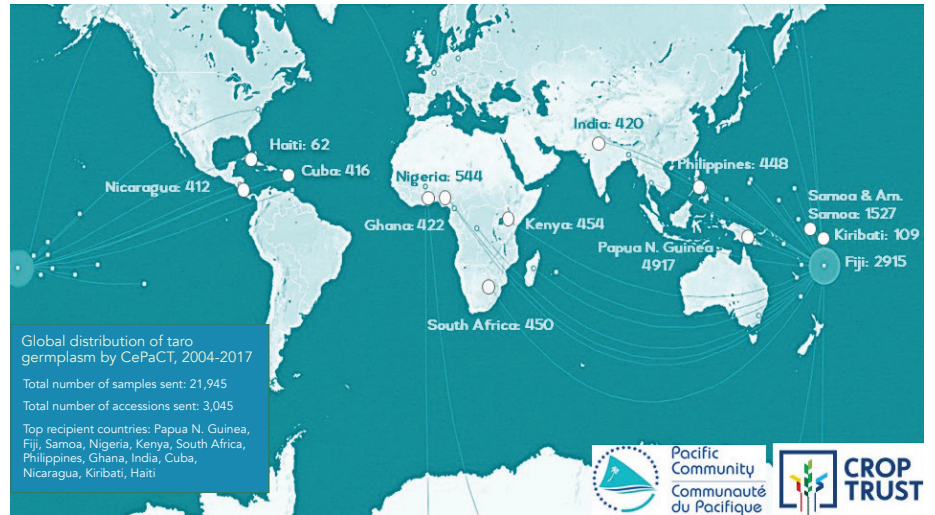 India: 420
Haiti: 62
Philippines: 448
Cuba: 416
Nigeria: 544
Nicaragua: 412
Samoa & Am.
Samoa: 1527
Ghana: 422
Kenya: 454
Kiribati: 109
Papua N. Guinea
4917
Fiji: 2915
South Africa: 450
Global distribution of taro
germplasm by CePaCT, 2004-2017
Total number of samples sent: 21,945
Total number of accessions sent: 3,045
Top recipient countries: Papua N. Guinea,
Fiji, Samoa, Nigeria, Kenya, South Africa,
Philippines, Ghana, India, Cuba,
Nicaragua, Kiribati, Haiti
Pacific
Community
Communauté
du Pacifique
CROP
TRUST